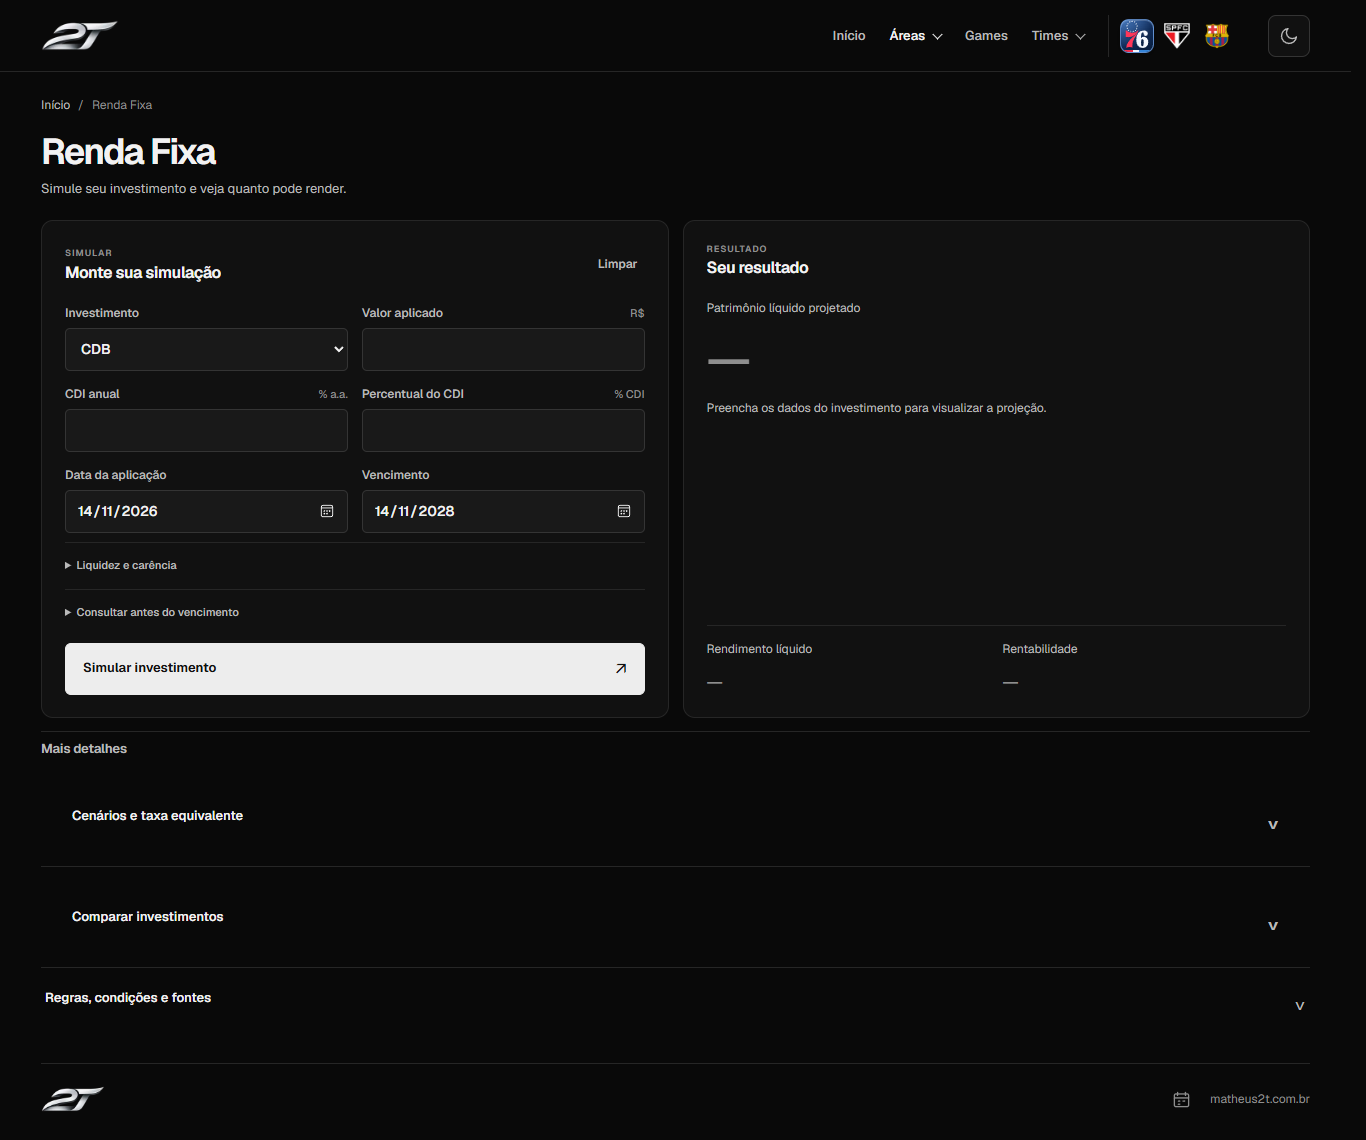 2T
Início
Áreas
Games
Times
76
SPFC
Início / Renda Fixa
Renda Fixa
Simule seu investimento e veja quanto pode render.
SIMULAR
Monte sua simulação
Limpar
Investimento
CDB
Valor aplicado R$
CDI anual % a.a.
Percentual do CDI % CDI
Data da aplicação
14/11/2026
Vencimento
14/11/2028
Liquidez e carência
Consultar antes do vencimento
Simular investimento
RESULTADO
Seu resultado
Patrimônio líquido projetado
—
Preencha os dados do investimento para visualizar a projeção.
Rendimento líquido
—
Rentabilidade
—
Mais detalhes
Cenários e taxa equivalente
v
Comparar investimentos
v
Regras, condições e fontes
v
2T
matheus2t.com.br